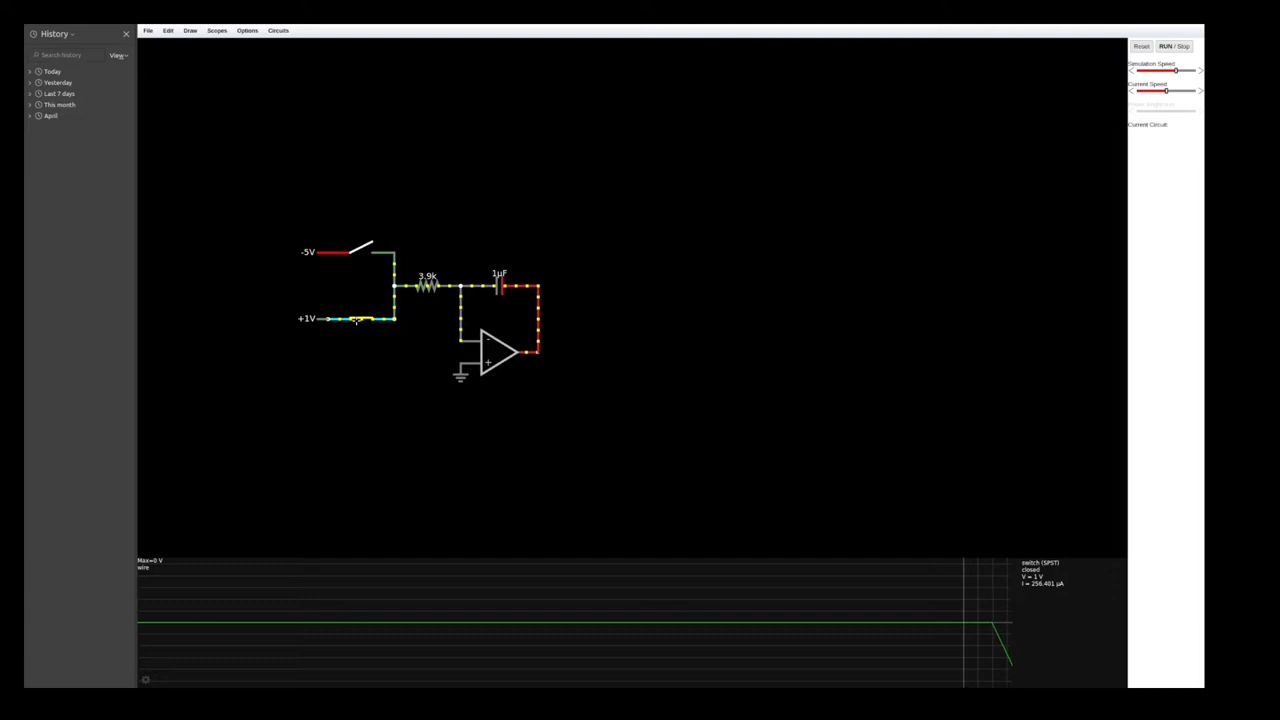 History
Search history
View
Today
Yesterday
Last 7 days
This month
April
File Edit Draw Scopes Options Circuits
Reset RUN / Stop
Simulation Speed
Current Speed
Current Circuit:
-5V
3.9k
1μF
+1V
-
+
Max=0 V
wire
switch (SPST)
closed
V = 1 V
I = 256.401 μA